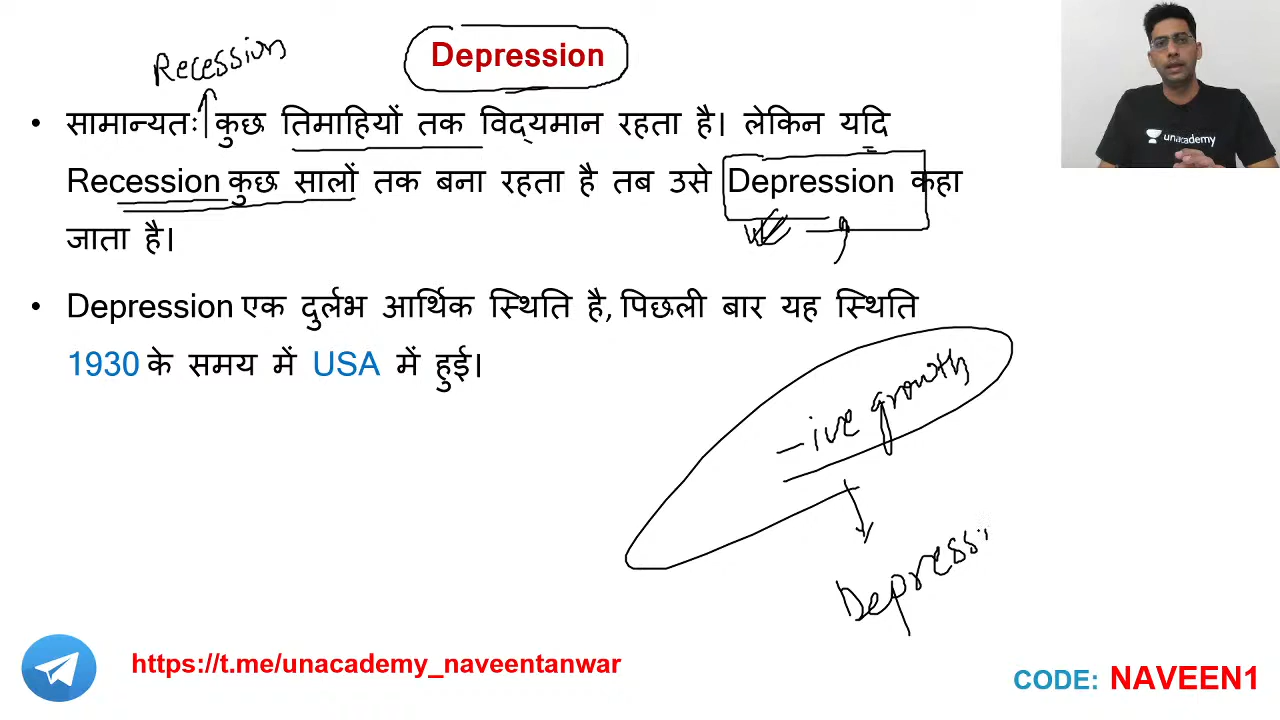 Depression
Recession
• सामान्यतः कुछ तिमाहियों तक विद्यमान रहता है। लेकिन यदि
Recession कुछ सालों तक बना रहता है तब उसे Depression कहा
जाता है।
• Depression एक दुर्लभ आर्थिक स्थिति है, पिछली बार यह स्थिति
1930 के समय में USA में हुई।
-ive growth
Depressi
unacademy
https://t.me/unacademy_naveentanwar
CODE: NAVEEN1